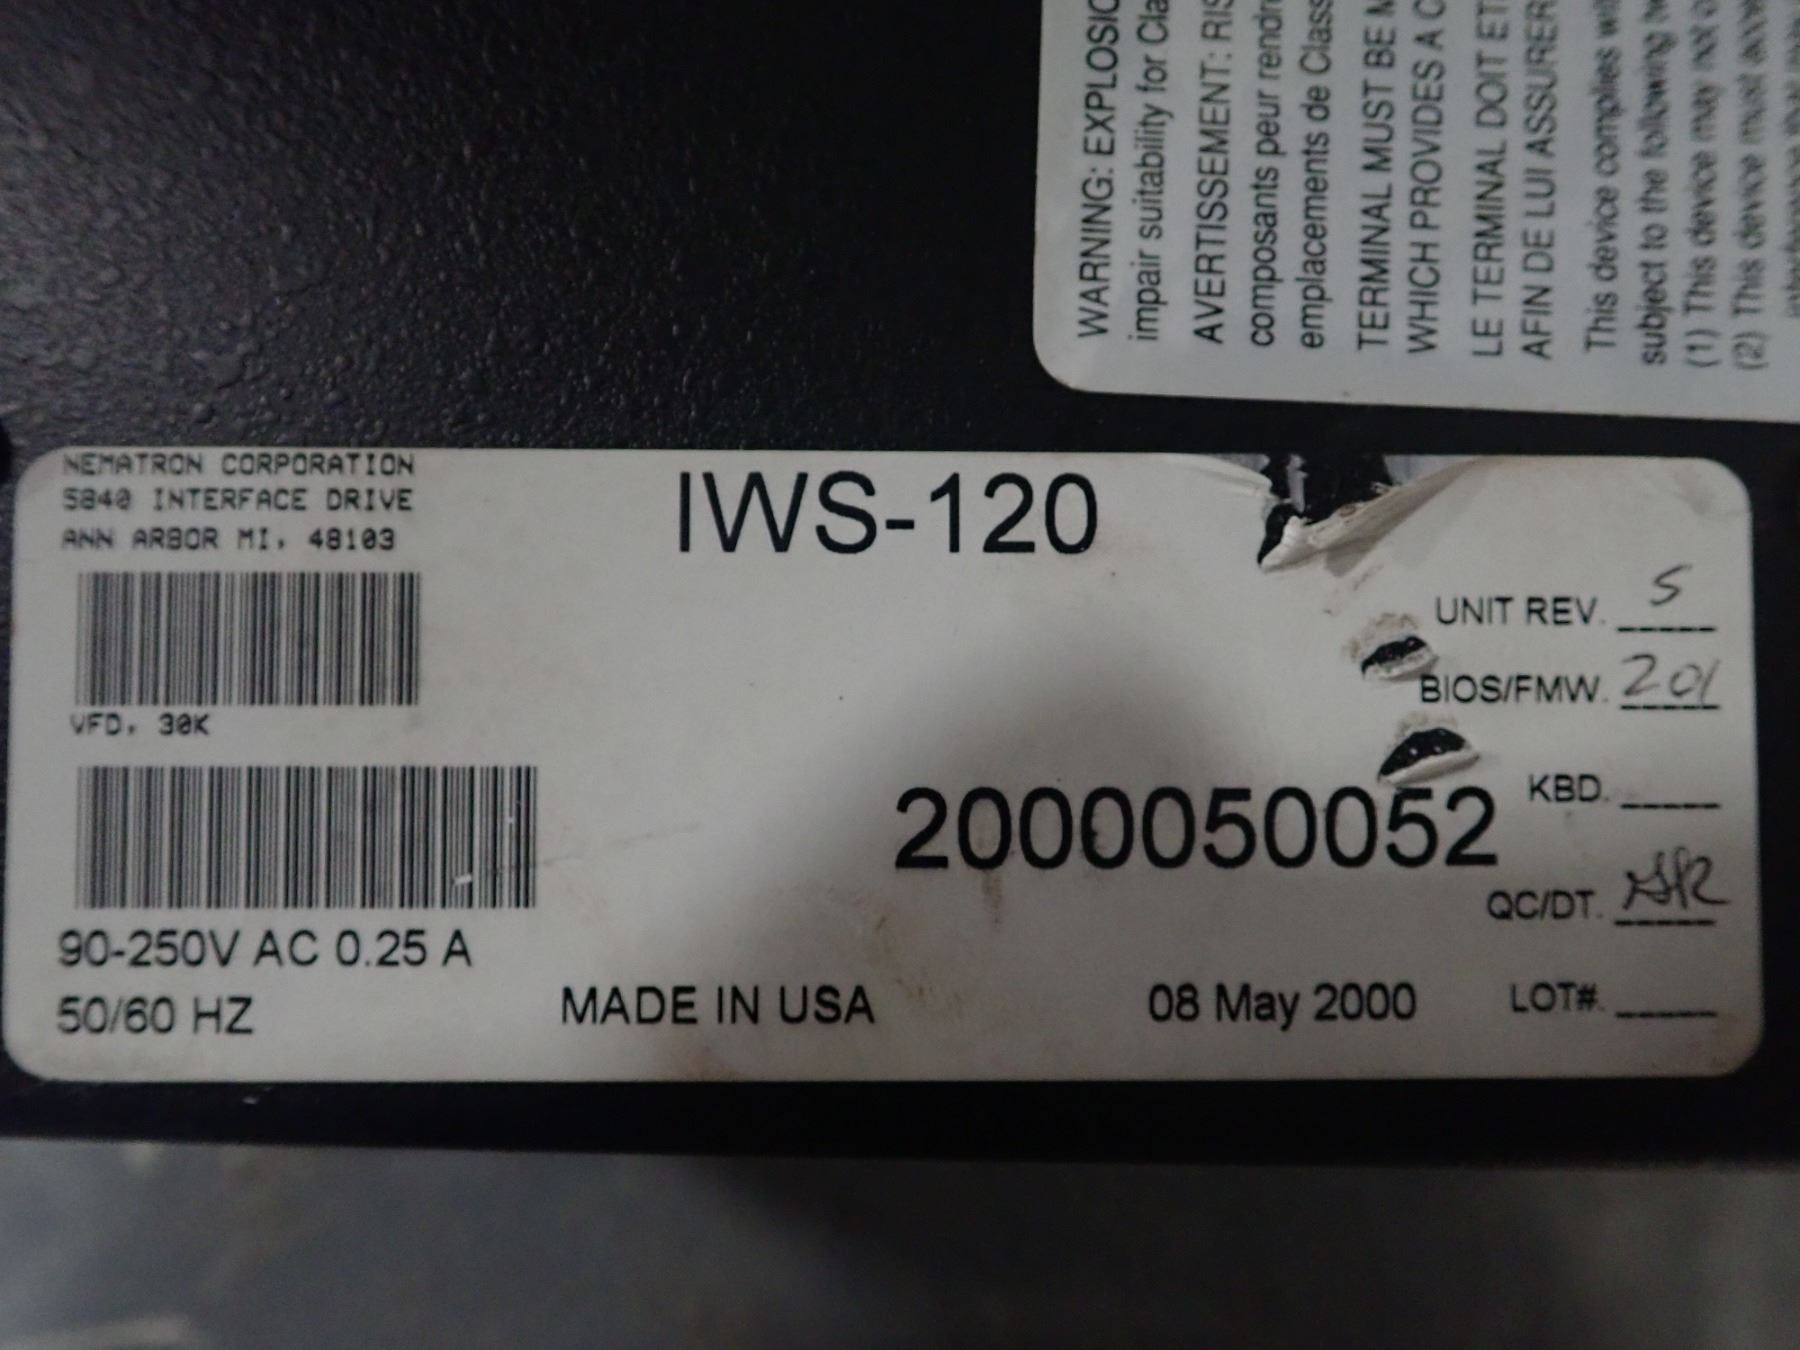 WARNING: EXPLOSIO
impair suitability for Cla
AVERTISSEMENT: RIS
composants peur rendre
emplacements de Class
TERMINAL MUST BE M
WHICH PROVIDES A C
LE TERMINAL DOIT ET
AFIN DE LUI ASSURER
This device complies wi
subject to the following tw
(1) This device may not c
(2) This device must
NEMATRON CORPORATION
5840 INTERFACE DRIVE
ANN ARBOR MI, 48103
IWS-120
UNIT REV. S
BIOS/FMW. 201
VFD, 30K
KBD.
2000050052
QC/DT.
90-250V AC 0.25 A
50/60 HZ
MADE IN USA
08 May 2000
LOT#.